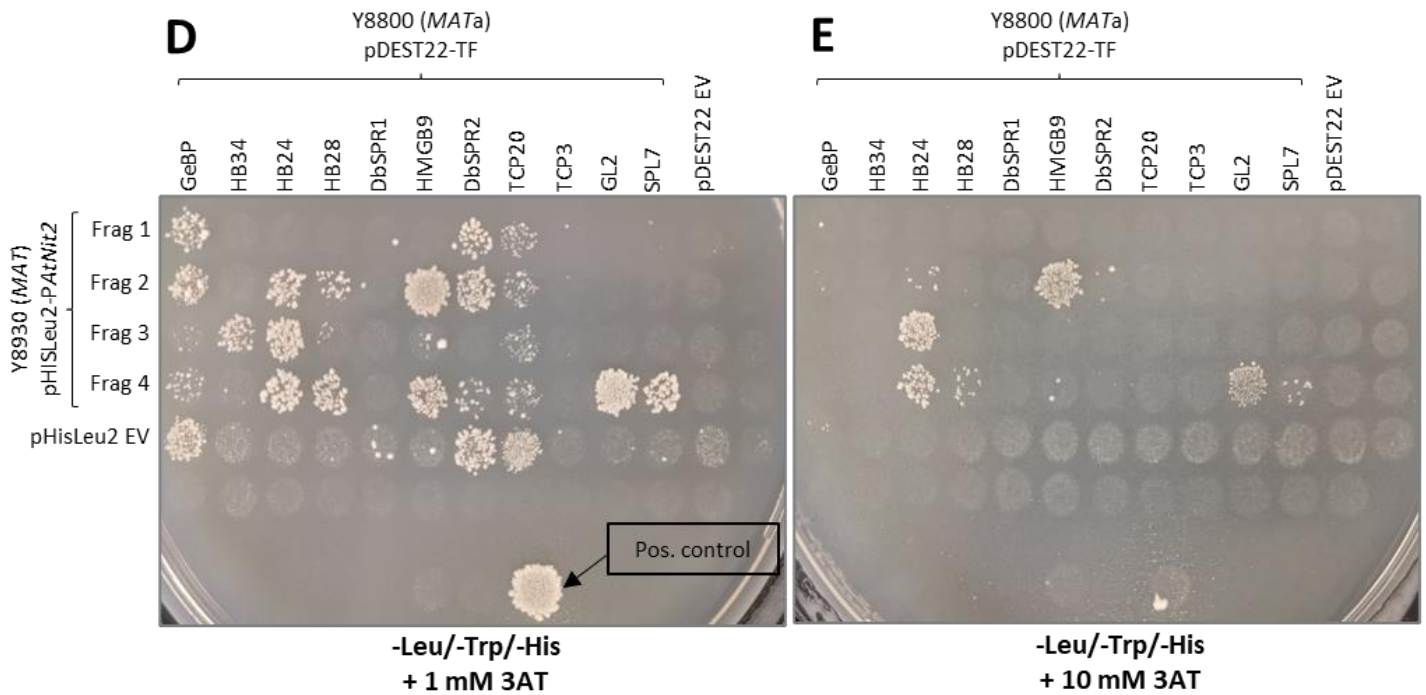 D
Y8800 (MATa)
pDEST22-TF
GeBP
HB34
HB24
HB28
DbSPR1
HMGB9
DbSPR2
TCP20
TCP3
GL2
SPL7
pDEST22 EV
Y8930 (MAT)
pHISLeu2-PAtNit2
Frag 1
Frag 2
Frag 3
Frag 4
pHisLeu2 EV
Pos. control
-Leu/-Trp/-His
+ 1 mM 3AT
E
Y8800 (MATa)
pDEST22-TF
GeBP
HB34
HB24
HB28
DbSPR1
HMGB9
DbSPR2
TCP20
TCP3
GL2
SPL7
pDEST22 EV
-Leu/-Trp/-His
+ 10 mM 3AT